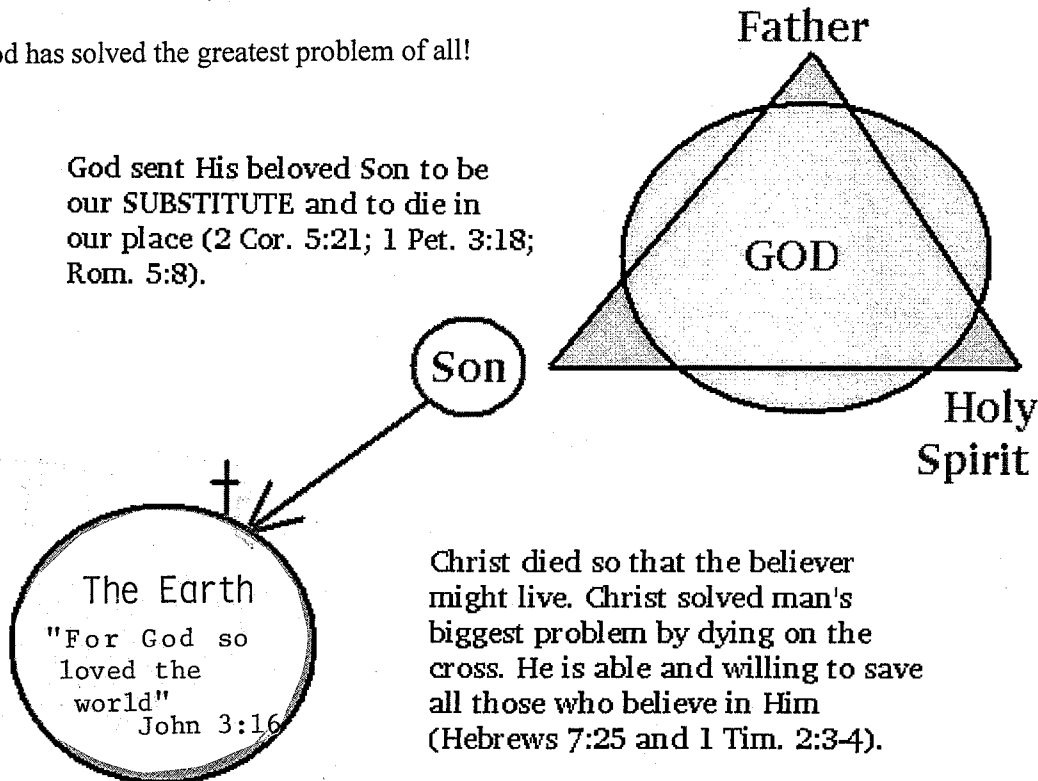 od has solved the greatest problem of all!
Father
God sent His beloved Son to be
our SUBSTITUTE and to die in
our place (2 Cor. 5:21; 1 Pet. 3:18;
Rom. 5:8).
GOD
Son
Holy
Spirit
The Earth
"For God so
loved the
world"
John 3:16
Christ died so that the believer
might live. Christ solved man's
biggest problem by dying on the
cross. He is able and willing to save
all those who believe in Him
(Hebrews 7:25 and 1 Tim. 2:3-4).